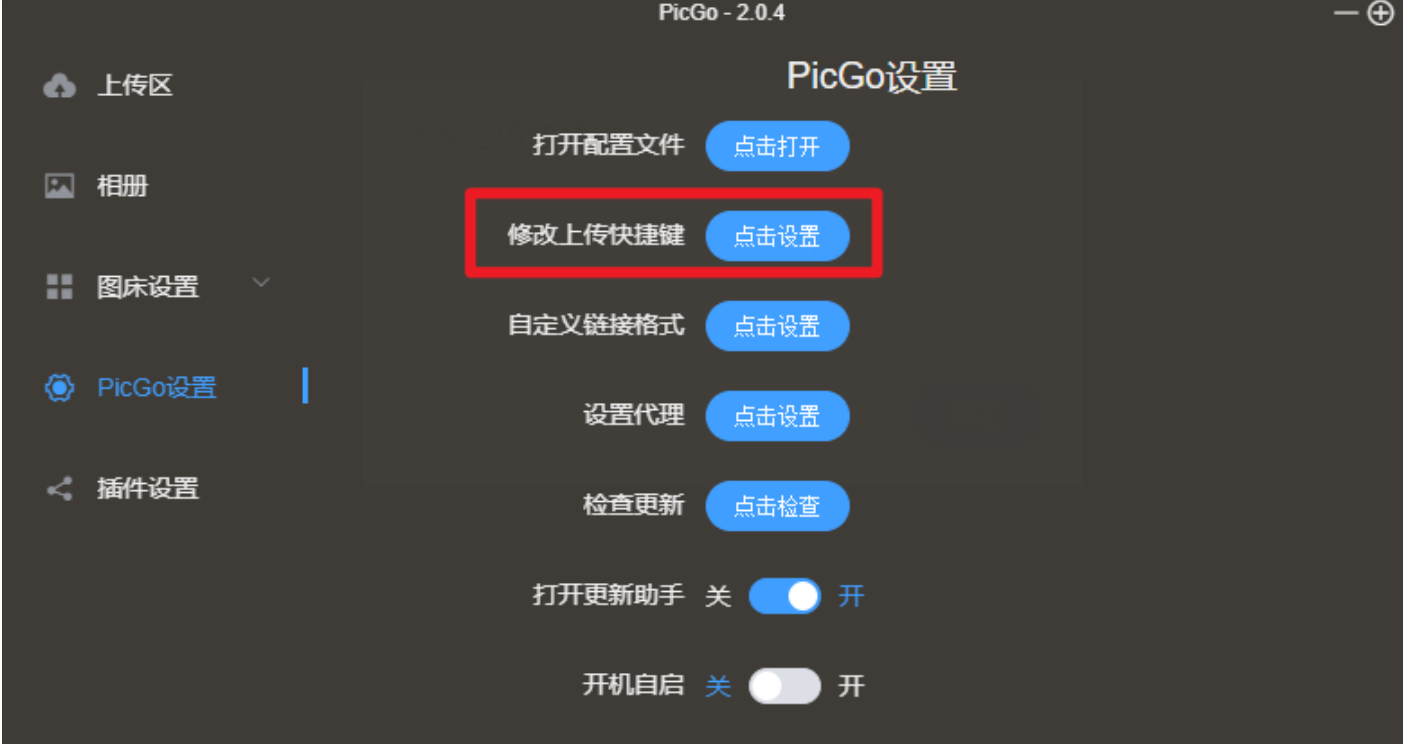 PicGo - 2.0.4
上传区
相册
图床设置
PicGo设置
插件设置
PicGo设置
打开配置文件 点击打开
修改上传快捷键 点击设置
自定义链接格式 点击设置
设置代理 点击设置
检查更新 点击检查
打开更新助手 关 开
开机自启 关 开